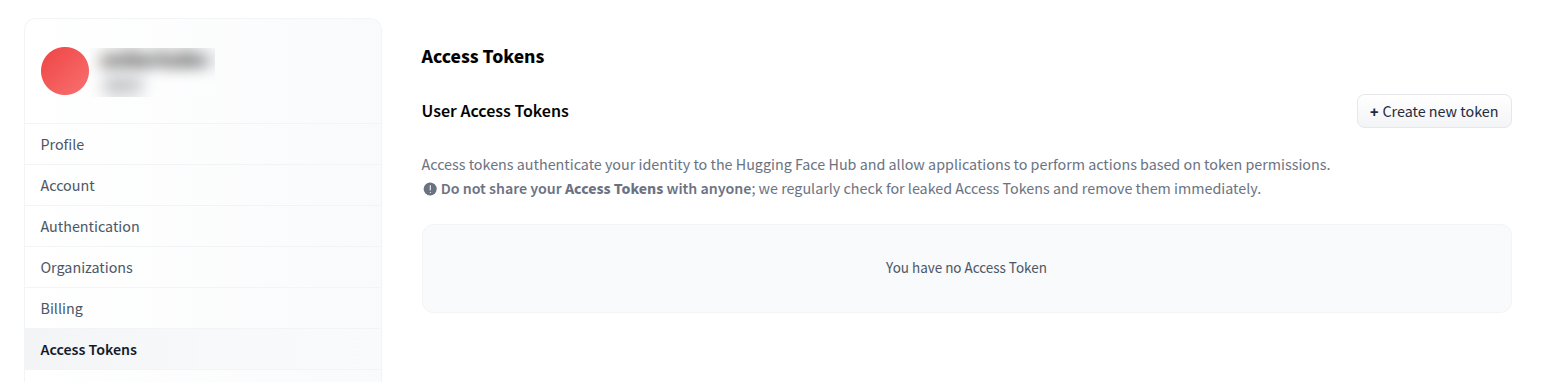 Profile
Account
Authentication
Organizations
Billing
Access Tokens
Access Tokens
User Access Tokens
+ Create new token
Access tokens authenticate your identity to the Hugging Face Hub and allow applications to perform actions based on token permissions.
Do not share your Access Tokens with anyone; we regularly check for leaked Access Tokens and remove them immediately.
You have no Access Token